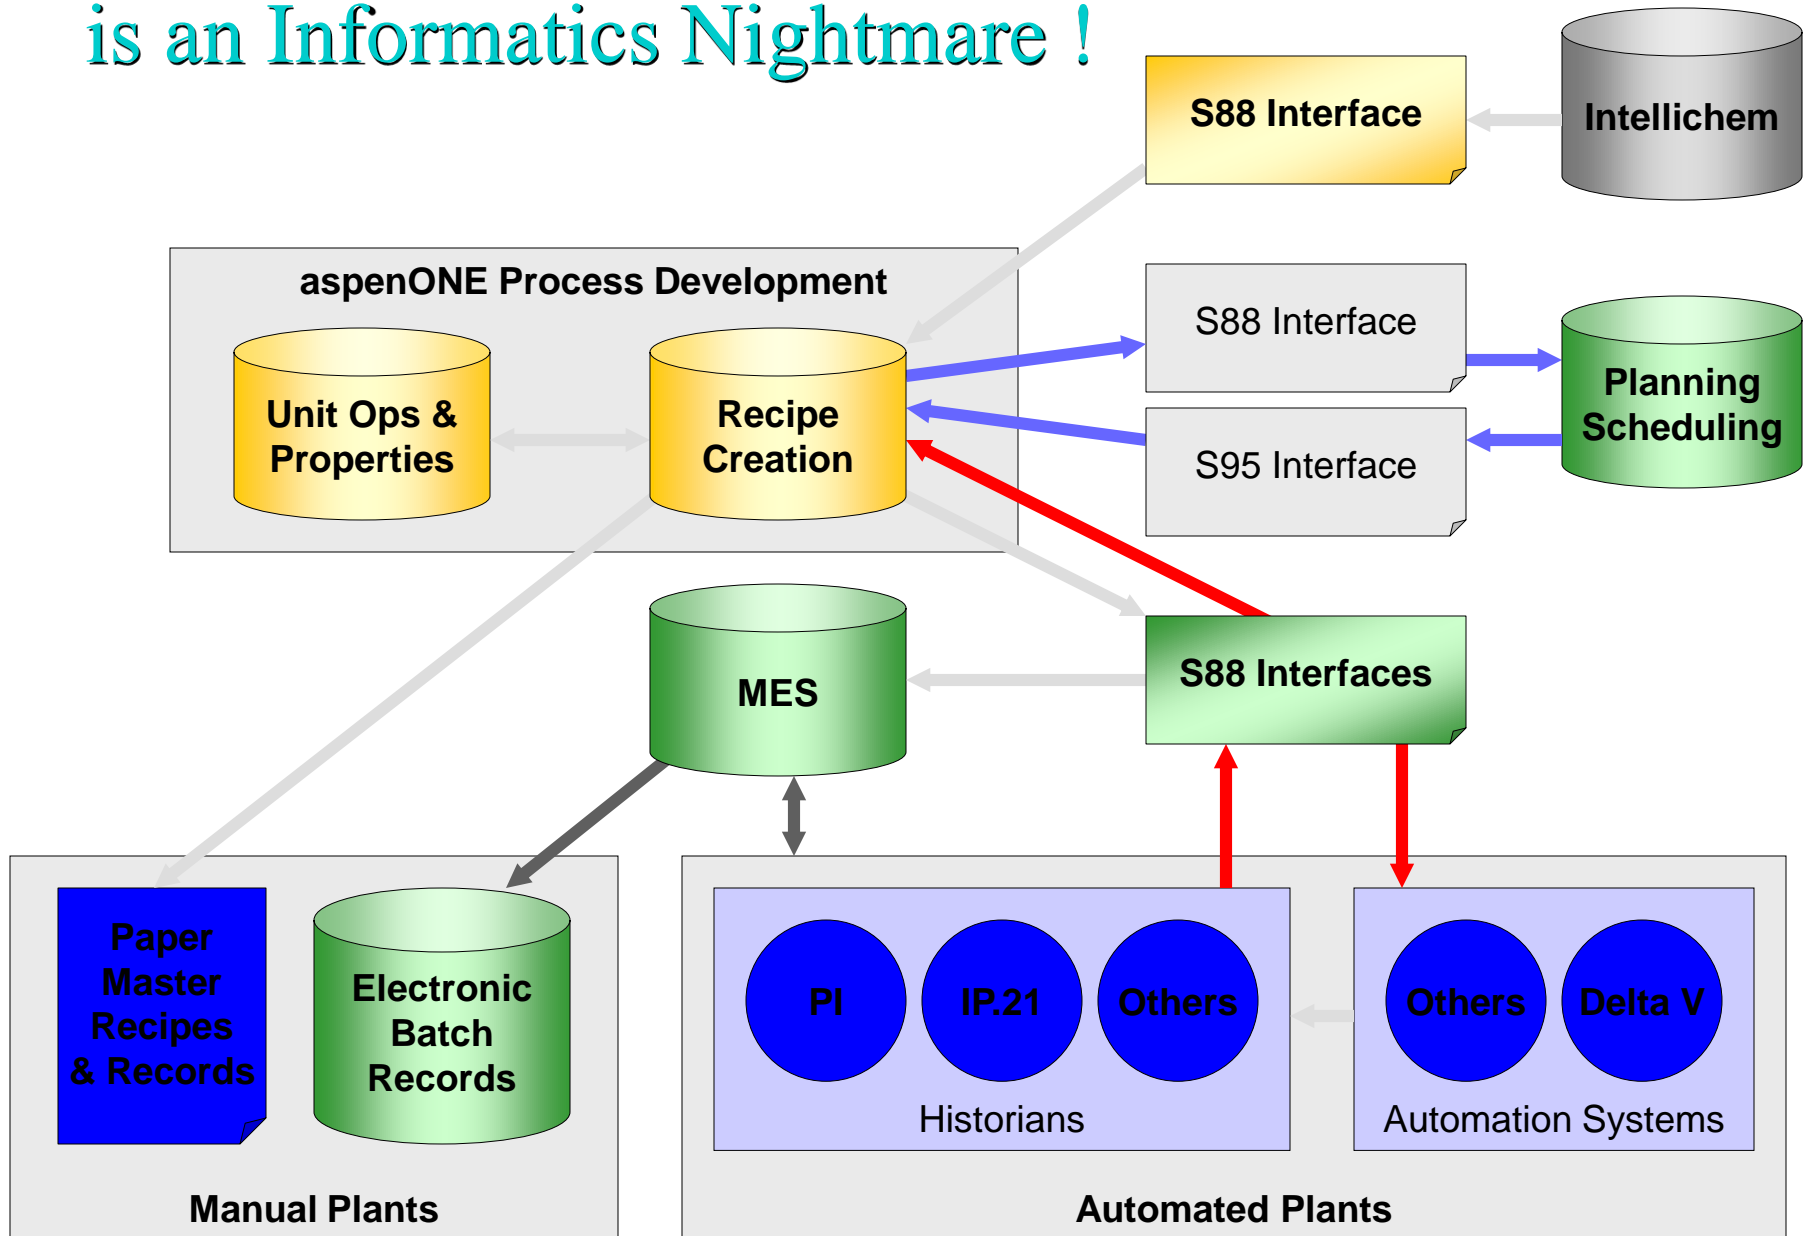 is an Informatics Nightmare !
S88 Interface
Intellichem
aspenONE Process Development
Unit Ops &
Properties
Recipe
Creation
S88 Interface
S95 Interface
Planning
Scheduling
MES
S88 Interfaces
Paper
Master
Recipes
& Records
Electronic
Batch
Records
Manual Plants
PI
IP.21
Others
Historians
Others
Delta V
Automation Systems
Automated Plants